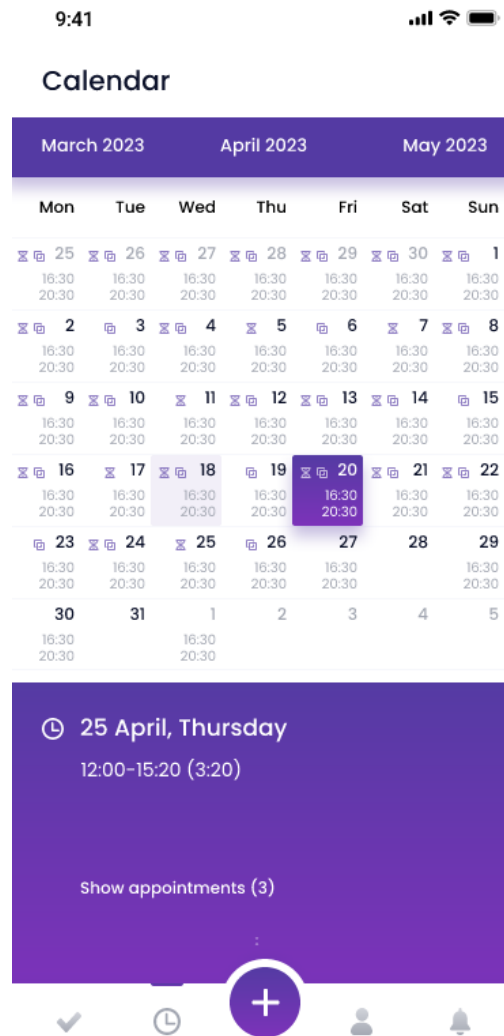 9:41
Calendar
March 2023 April 2023 May 2023
Mon Tue Wed Thu Fri Sat Sun
25 26 27 28 29 30 1
16:30 16:30 16:30 16:30 16:30 16:30 16:30
20:30 20:30 20:30 20:30 20:30 20:30 20:30
2 3 4 5 6 7 8
16:30 16:30 16:30 16:30 16:30 16:30 16:30
20:30 20:30 20:30 20:30 20:30 20:30 20:30
9 10 11 12 13 14 15
16:30 16:30 16:30 16:30 16:30 16:30 16:30
20:30 20:30 20:30 20:30 20:30 20:30 20:30
16 17 18 19 20 21 22
16:30 16:30 16:30 16:30 16:30 16:30 16:30
20:30 20:30 20:30 20:30 20:30 20:30 20:30
23 24 25 26 27 28 29
16:30 16:30 16:30 16:30 16:30 16:30
20:30 20:30 20:30 20:30 20:30 20:30
30 31 1 2 3 4 5
16:30 16:30
20:30 20:30
25 April, Thursday
12:00-15:20 (3:20)
Show appointments (3)
: